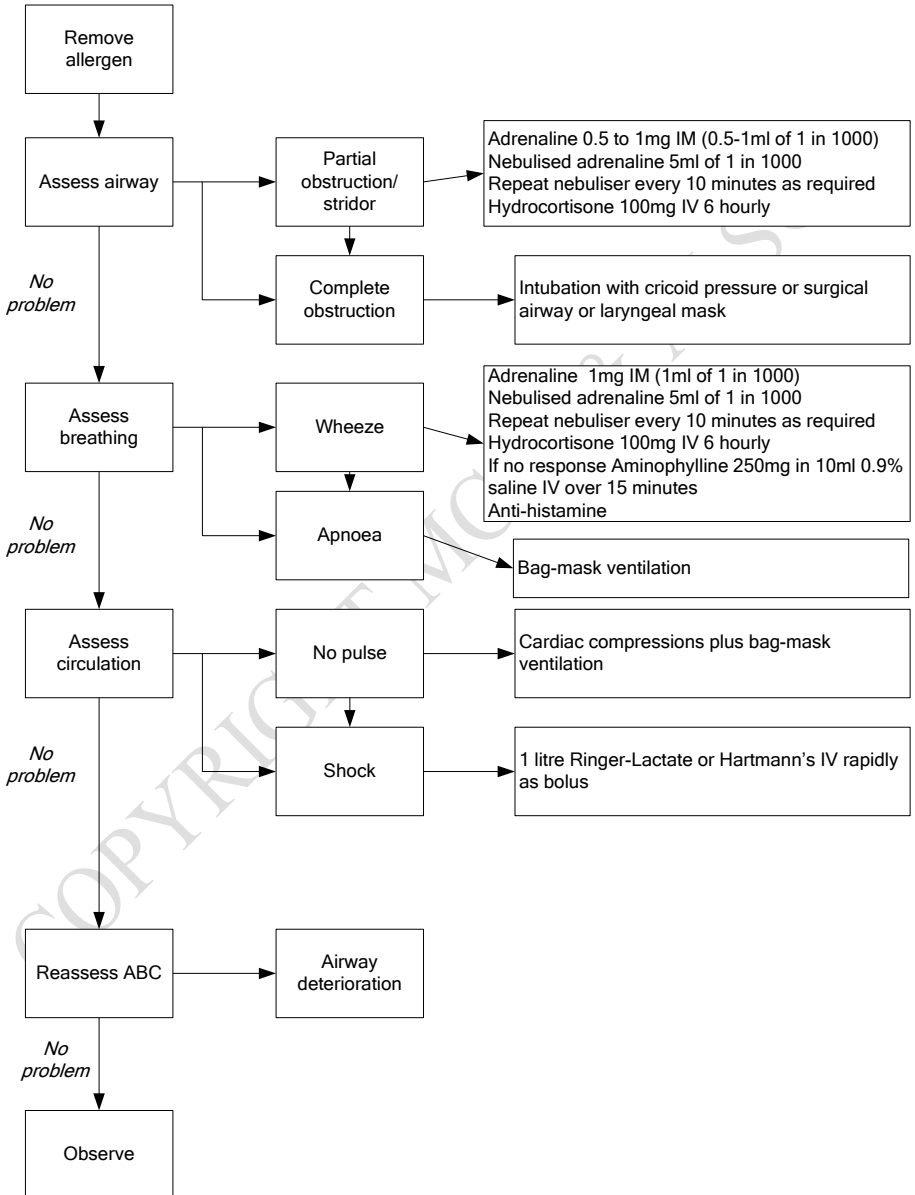 Remove
allergen
Assess airway
Partial
obstruction/
stridor
Adrenaline 0.5 to 1mg IM (0.5-1ml of 1 in 1000)
Nebulised adrenaline 5ml of 1 in 1000
Repeat nebuliser every 10 minutes as required
Hydrocortisone 100mg IV 6 hourly
No
problem
Complete
obstruction
Intubation with cricoid pressure or surgical
airway or laryngeal mask
Assess
breathing
Wheeze
Adrenaline 1mg IM (1ml of 1 in 1000)
Nebulised adrenaline 5ml of 1 in 1000
Repeat nebuliser every 10 minutes as required
Hydrocortisone 100mg IV 6 hourly
If no response Aminophylline 250mg in 10ml 0.9%
saline IV over 15 minutes
Anti-histamine
No
problem
Apnoea
Bag-mask ventilation
Assess
circulation
No pulse
Cardiac compressions plus bag-mask
ventilation
No
problem
Shock
1 litre Ringer-Lactate or Hartmann's IV rapidly
as bolus
Reassess ABC
Airway
deterioration
No
problem
Observe
COPYRIGHT MC &